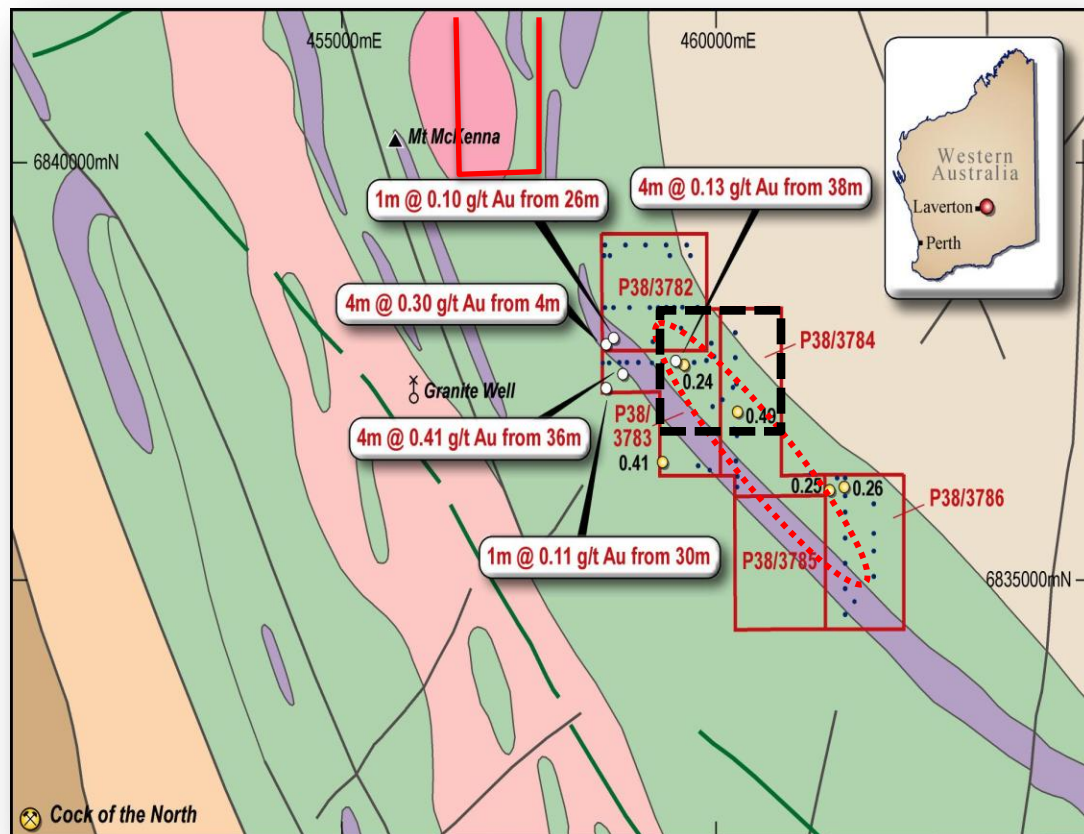 455000mE
460000mE
Mt McKenna
6840000mN
Western
Australia
Laverton
Perth
1m @ 0.10 g/t Au from 26m
4m @ 0.13 g/t Au from 38m
P38/3782
4m @ 0.30 g/t Au from 4m
P38/3784
0.24
Granite Well
P38/
3783
0.49
4m @ 0.41 g/t Au from 36m
0.41
0.25
0.26
P38/3786
1m @ 0.11 g/t Au from 30m
P38/3785
6835000mN
Cock of the North